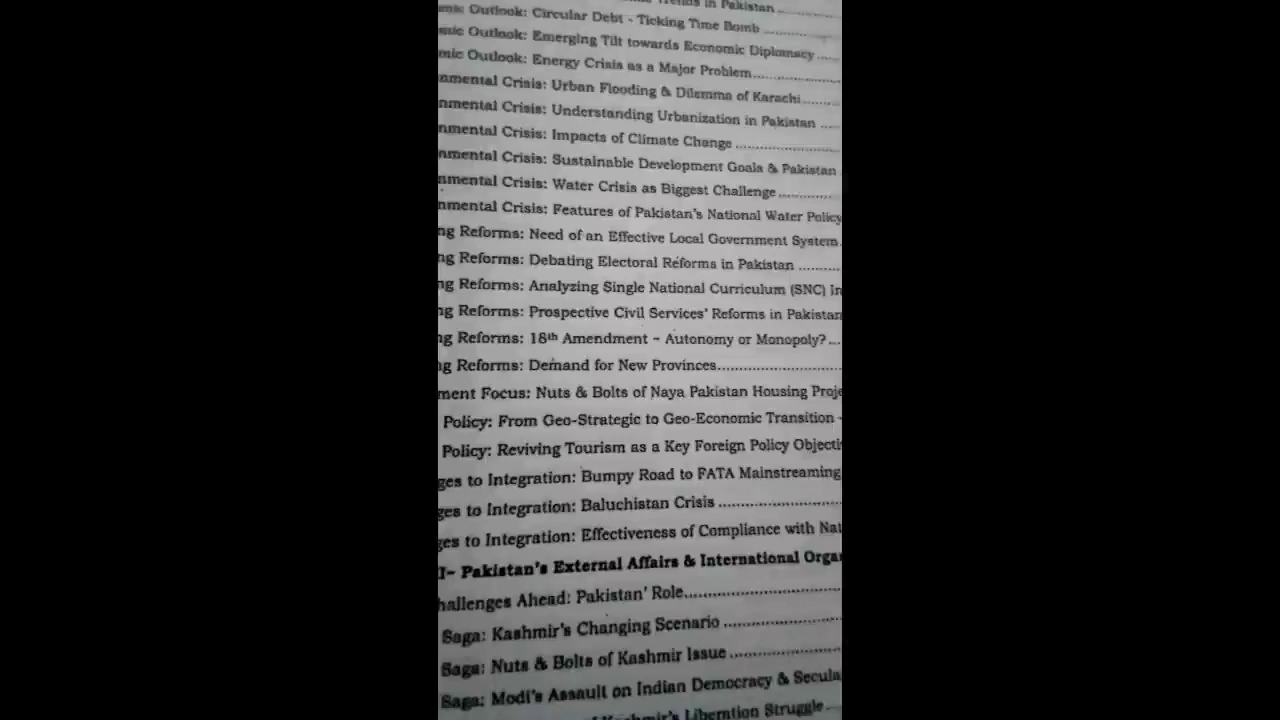 in Pakistan ..........
mic Outlook: Circular Debt - Ticking Time Bomb ..........
mic Outlook: Emerging Tilt towards Economic Diplomacy ......
mic Outlook: Energy Crisis as a Major Problem..................
nmental Crisis: Urban Flooding & Dilemma of Karachi.........
nmental Crisis: Understanding Urbanization in Pakistan .....
nmental Crisis: Impacts of Climate Change ......................
nmental Crisis: Sustainable Development Goals & Pakistan
nmental Crisis: Water Crisis as Biggest Challenge .............
nmental Crisis: Features of Pakistan's National Water Policy
ng Reforms: Need of an Effective Local Government System.
ng Reforms: Debating Electoral Reforms in Pakistan ..........
ng Reforms: Analyzing Single National Curriculum (SNC) In
ng Reforms: Prospective Civil Services' Reforms in Pakistan
ng Reforms: 18th Amendment – Autonomy or Monopoly?...
ng Reforms: Demand for New Provinces..............................
ment Focus: Nuts & Bolts of Naya Pakistan Housing Proje
Policy: From Geo-Strategic to Geo-Economic Transition -
Policy: Reviving Tourism as a Key Foreign Policy Objecti
ges to Integration: Bumpy Road to FATA Mainstreaming
ges to Integration: Baluchistan Crisis ..............................
ges to Integration: Effectiveness of Compliance with Nat
I– Pakistan's External Affairs & International Orga
hallenges Ahead: Pakistan' Role......................................
Saga: Kashmir's Changing Scenario .............................
Saga: Nuts & Bolts of Kashmir Issue ............................
Saga: Modi's Assault on Indian Democracy & Secula
Kashmir's Liberation Struggle...